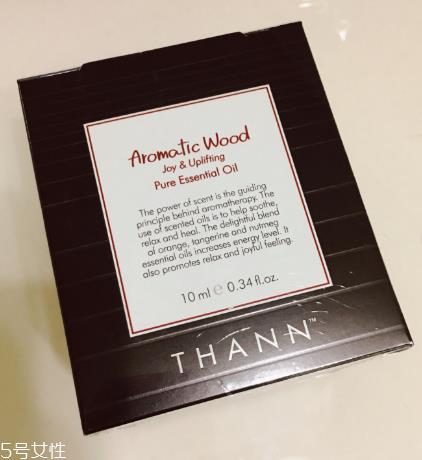 Aromatic Wood
Joy & Uplifting
Pure Essential Oil
The power of scent is the guiding
principle behind aromatherapy. The
use of scented oils is to help soothe,
relax and heal. The delightful blend
of orange, tangerine and nutmeg
essential oils increases energy level. It
also promotes relax and joyful feeling.
10 ml ℮ 0.34 fl.oz.
THANN™
5号女性